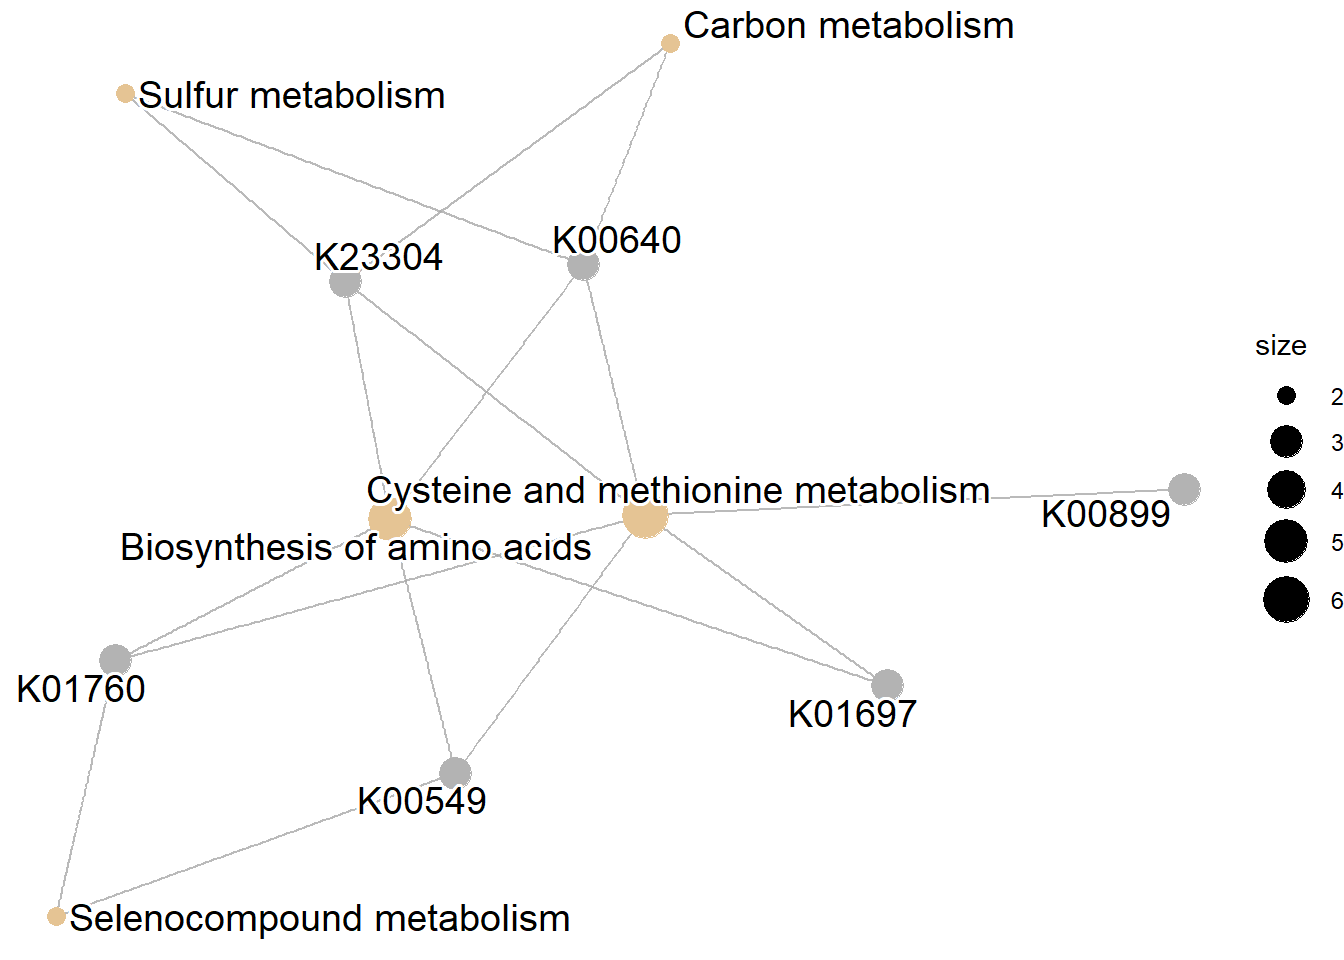 Carbon metabolism
Sulfur metabolism
K00640
K23304
size
2
3
Cysteine and methionine metabolism
4
K00899
Biosynthesis of amino acids
5
6
K01760
K01697
K00549
Selenocompound metabolism